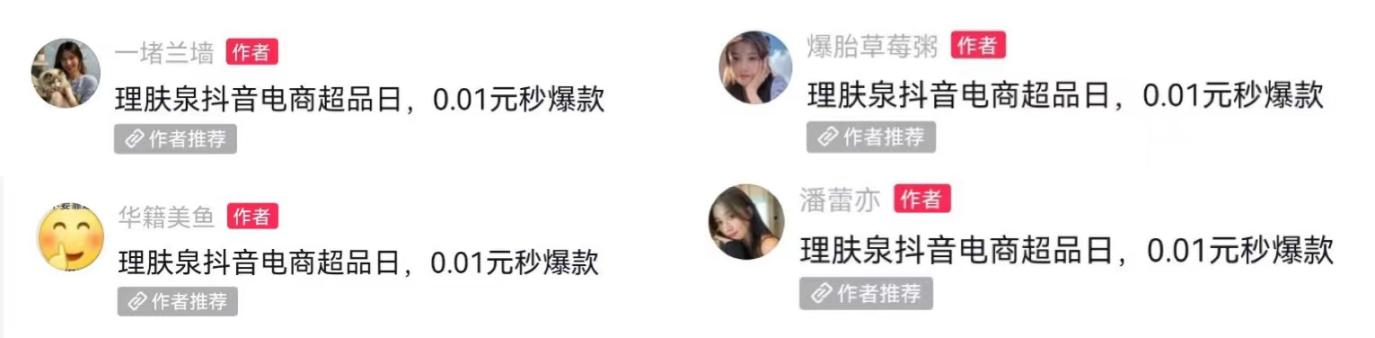 一堵兰墙 作者
理肤泉抖音电商超品日，0.01元秒爆款
作者推荐
爆胎草莓粥 作者
理肤泉抖音电商超品日，0.01元秒爆款
作者推荐
华籍美鱼 作者
理肤泉抖音电商超品日，0.01元秒爆款
作者推荐
潘蕾亦 作者
理肤泉抖音电商超品日，0.01元秒爆款
作者推荐